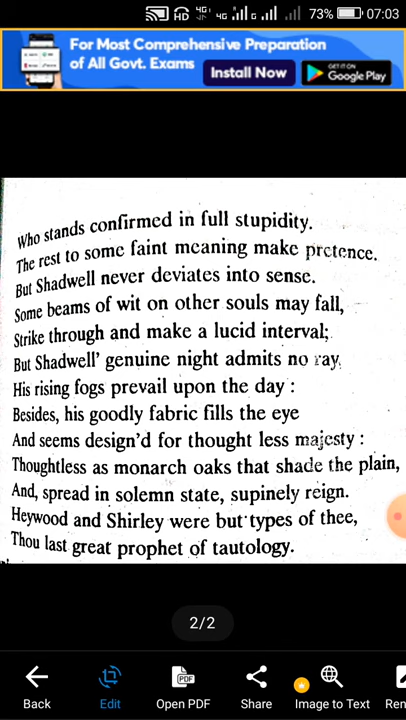 4G 4G 73% 07:03
HD
For Most Comprehensive Preparation
of All Govt. Exams
Install Now
GET IT ON
Google Play
Who stands confirmed in full stupidity.
The rest to some faint meaning make pretence.
But Shadwell never deviates into sense.
Some beams of wit on other souls may fall,
Strike through and make a lucid interval;
But Shadwell' genuine night admits no ray,
His rising fogs prevail upon the day :
Besides, his goodly fabric fills the eye
And seems design'd for thought less majesty :
Thoughtless as monarch oaks that shade the plain,
And, spread in solemn state, supinely reign.
Heywood and Shirley were but types of thee,
Thou last great prophet of tautology.
2/2
Back Edit Open PDF Share Image to Text Ren